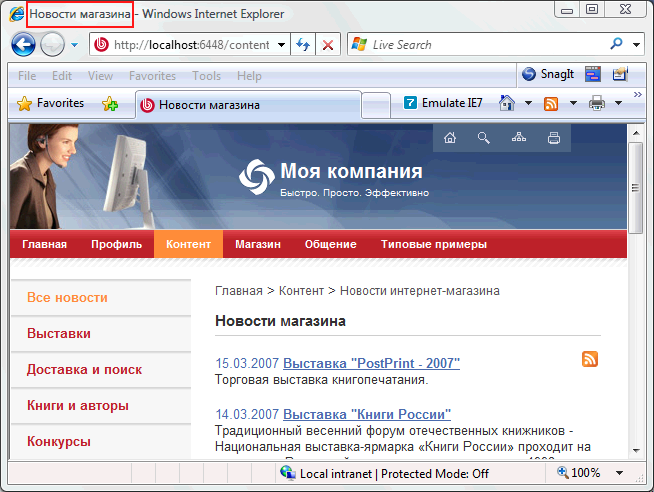 Новости магазина - Windows Internet Explorer
http://localhost:6448/content
Live Search
File Edit View Favorites Tools Help
SnagIt
Favorites
Новости магазина
Emulate IE7
Моя компания
Быстро. Просто. Эффективно
Главная Профиль Контент Магазин Общение Типовые примеры
Все новости
Выставки
Доставка и поиск
Книги и авторы
Конкурсы
Главная > Контент > Новости интернет-магазина
Новости магазина
15.03.2007 Выставка "PostPrint - 2007"
Торговая выставка книгопечатания.
14.03.2007 Выставка "Книги России"
Традиционный весенний форум отечественных книжников -
Национальная выставка-ярмарка «Книги России» проходит на
Local intranet | Protected Mode: Off
100%